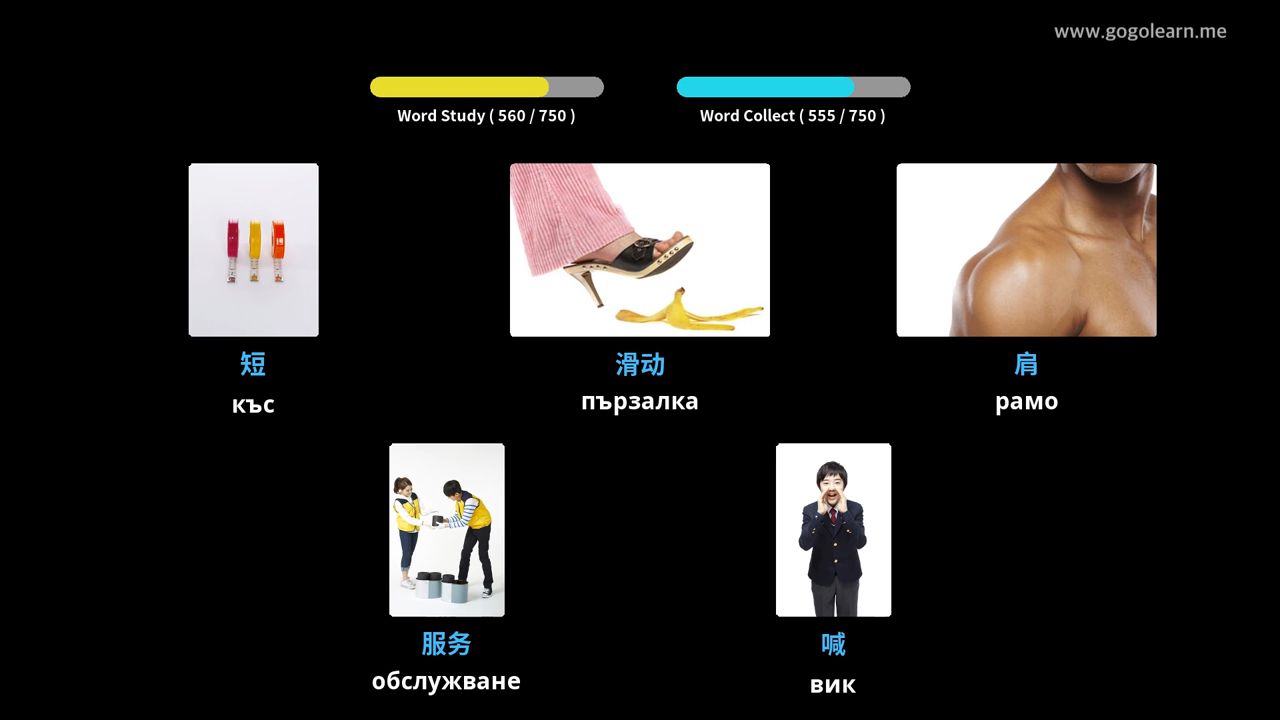 www.gogolearn.me
Word Study ( 560 / 750 )
Word Collect ( 555 / 750 )
短
滑动
肩
къс
пързалка
рамо
服务
喊
обслужване
вик